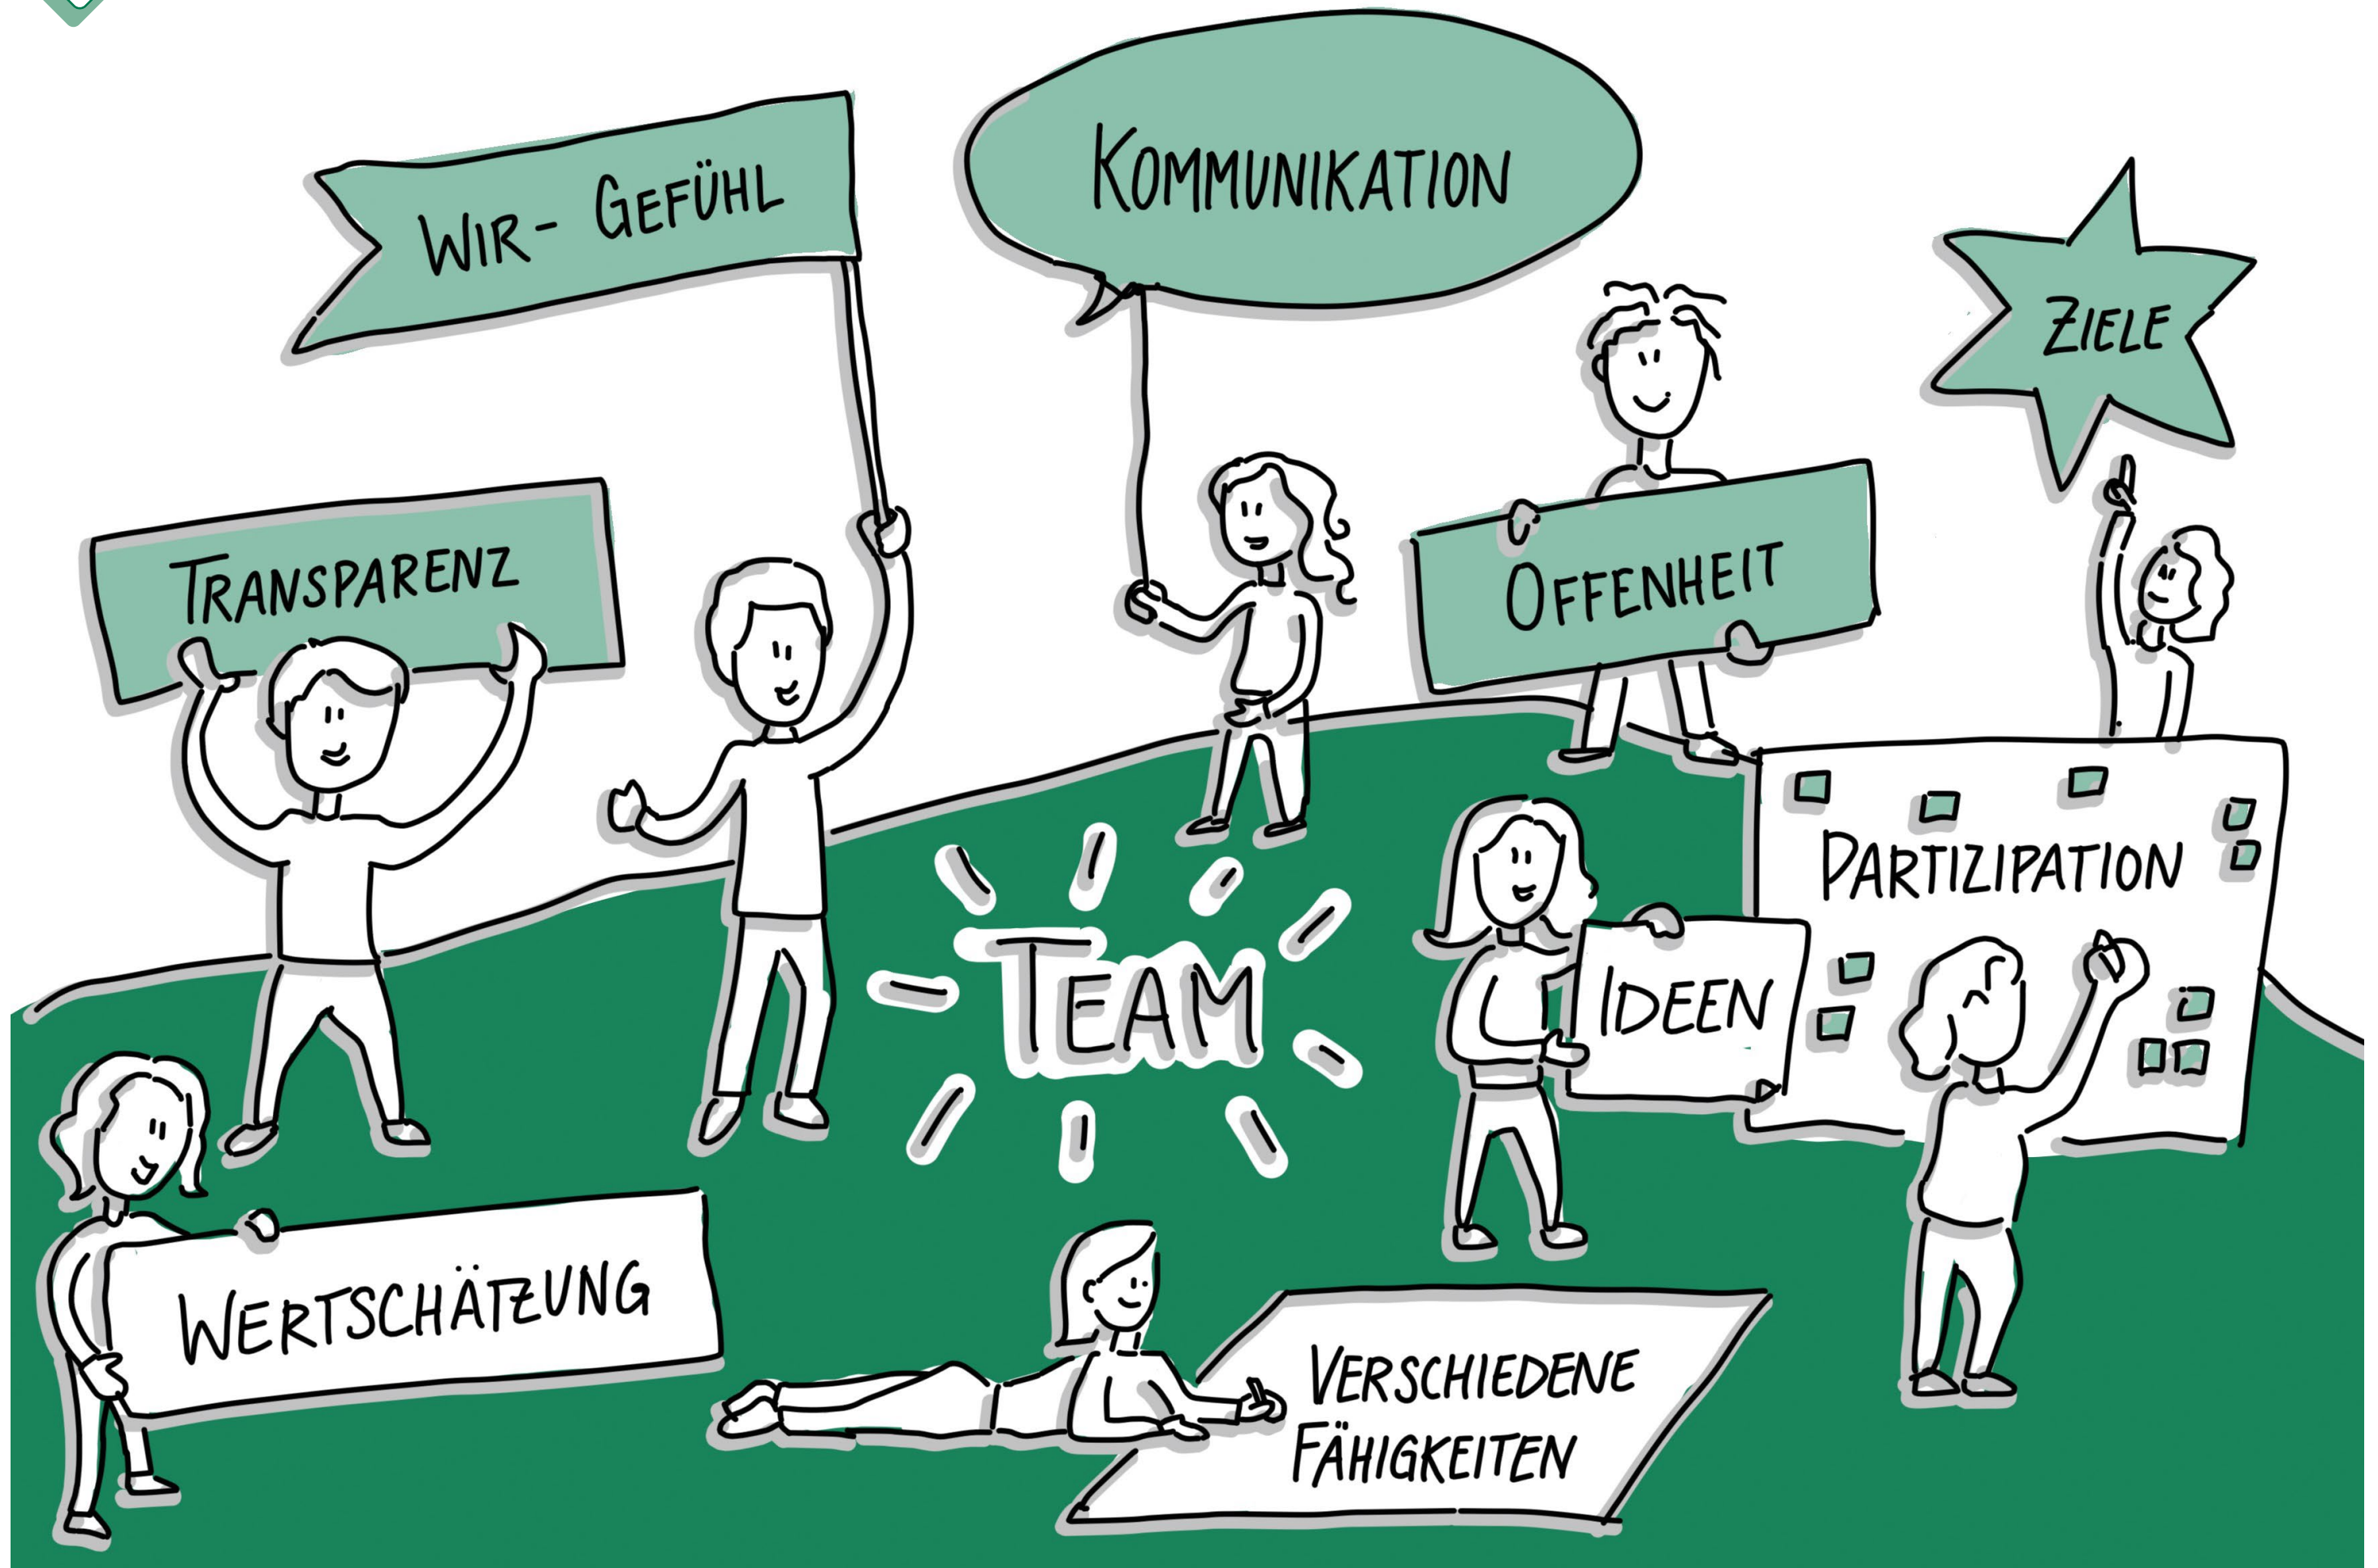 WIR-GEFÜHL
KOMMUNIKATION
ZIELE
TRANSPARENZ
OFFENHEIT
PARTIZIPATION
TEAM
IDEEN
WERTSCHÄTZUNG
VERSCHIEDENE
FÄHIGKEITEN